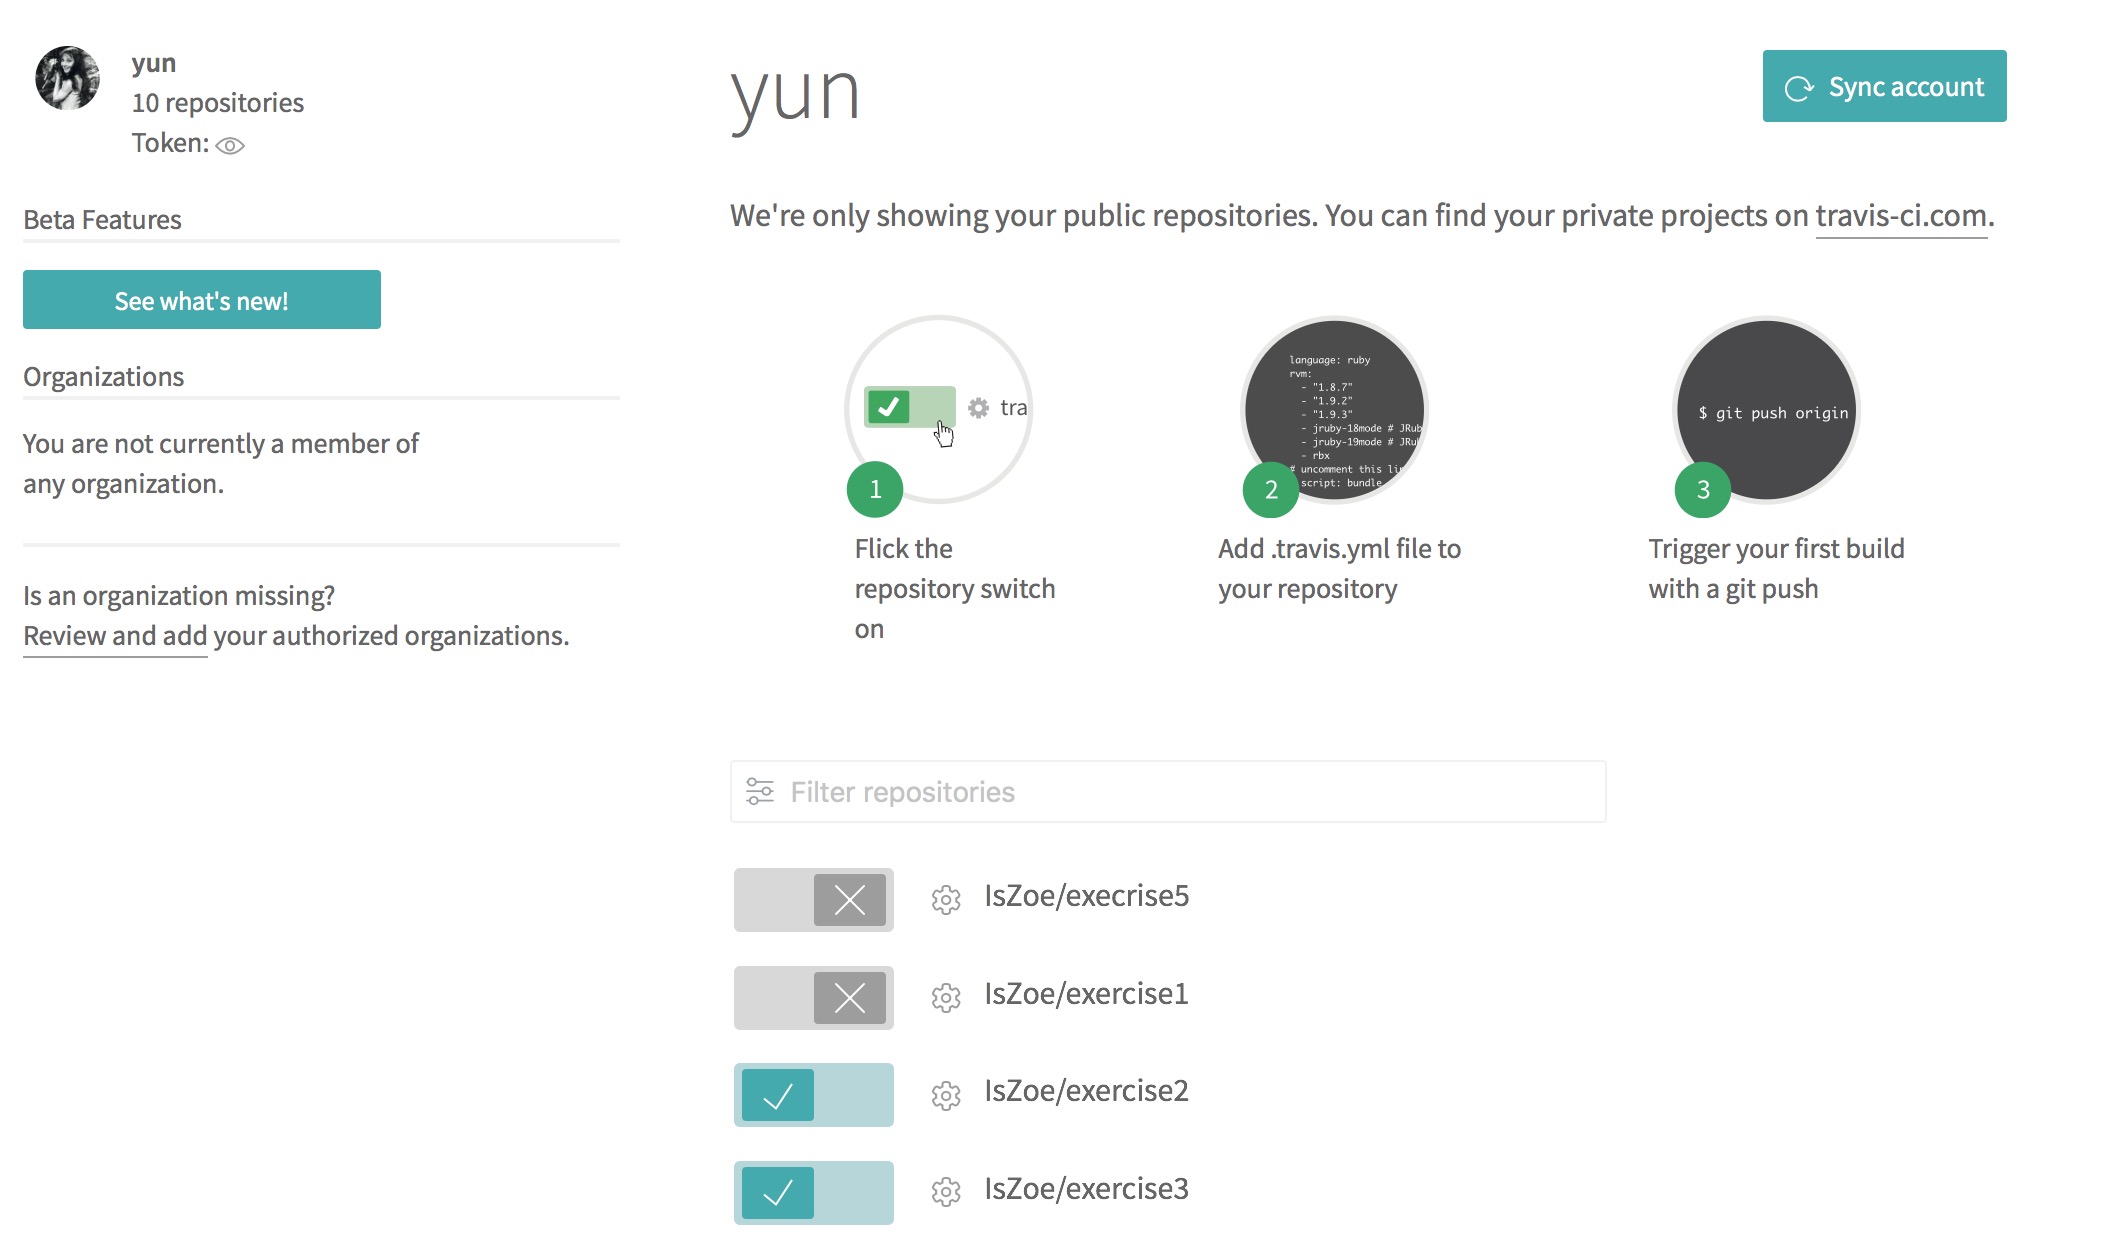 yun
10 repositories
Token:
Beta Features
See what's new!
Organizations
You are not currently a member of
any organization.
Is an organization missing?
Review and add your authorized organizations.
yun
Sync account
We're only showing your public repositories. You can find your private projects on travis-ci.com.
tra
1
Flick the
repository switch
on
language: ruby
rvm:
- "1.8.7"
- "1.9.2"
- "1.9.3"
- jruby-18mode # JRub
- jruby-19mode # JRu
- rbx
# uncomment this li
script: bundle
2
Add .travis.yml file to
your repository
$ git push origin
3
Trigger your first build
with a git push
Filter repositories
IsZoe/execrise5
IsZoe/exercise1
IsZoe/exercise2
IsZoe/exercise3